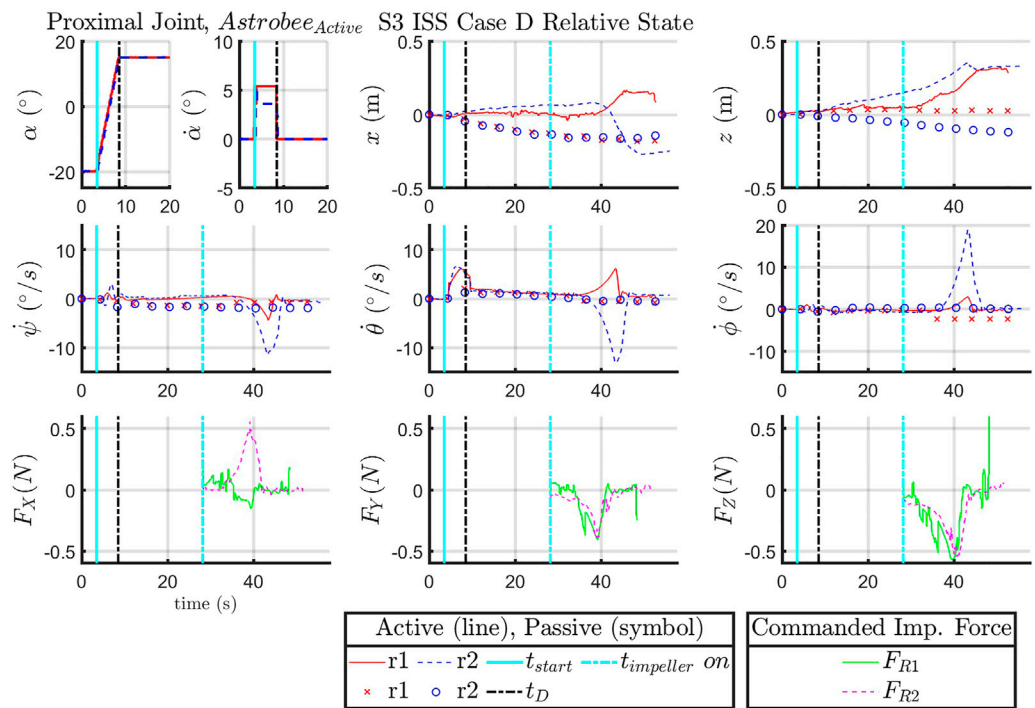 Proximal Joint, Astrobee_Active S3 ISS Case D Relative State
20
0
-20
α (°)
0 10 20
10
5
0
-5
α̇ (°)
0 10 20
0.5
0
-0.5
x (m)
0 20 40
0.5
0
-0.5
z (m)
0 20 40
10
0
-10
ψ̇ (°/s)
0 20 40
10
0
-10
θ̇ (°/s)
0 20 40
20
10
0
-10
φ̇ (°/s)
0 20 40
0.5
0
-0.5
F_X(N)
0 20 40
time (s)
0.5
0
-0.5
F_Y(N)
0 20 40
0.5
0
-0.5
F_Z(N)
0 20 40
Active (line), Passive (symbol)
r1 r2 t_start t_impeller on
r1 r2 t_D
Commanded Imp. Force
F_R1
F_R2